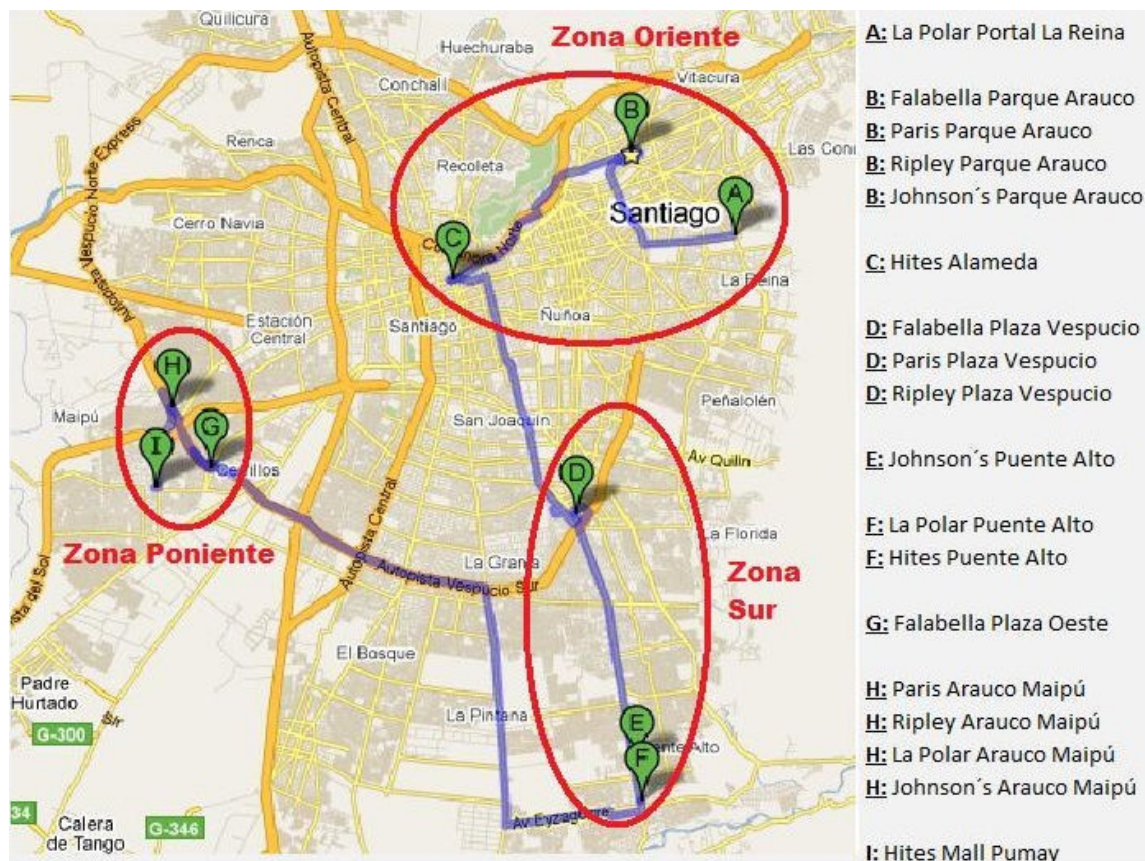 Quilicura
Zona Oriente
Huechuraba
Vitacura
Conchalí
Autopista Central
Renca
Recoleta
Las Con
Vespucio Norte Express
Autopista
Cerro Navia
B
A
Santiago
C
Costanera Norte
La Reina
Estación
Central
Santiago
Ñuñoa
H
Maipú
G
I
Cerrillos
San Joaquín
Peñalolén
Av Quilin
D
Zona Poniente
La Florida
La Granja
Autopista Vespucio Sur
Autopista Central
Zona
Sur
El Bosque
Padre
Hurtado
G-300
La Pintana
E
F
ente Alto
Av Eyzaguirre
34
Calera
de Tango
G-346
A: La Polar Portal La Reina
B: Falabella Parque Arauco
B: Paris Parque Arauco
B: Ripley Parque Arauco
B: Johnson´s Parque Arauco
C: Hites Alameda
D: Falabella Plaza Vespucio
D: Paris Plaza Vespucio
D: Ripley Plaza Vespucio
E: Johnson´s Puente Alto
F: La Polar Puente Alto
F: Hites Puente Alto
G: Falabella Plaza Oeste
H: Paris Arauco Maipú
H: Ripley Arauco Maipú
H: La Polar Arauco Maipú
H: Johnson´s Arauco Maipú
I: Hites Mall Pumay